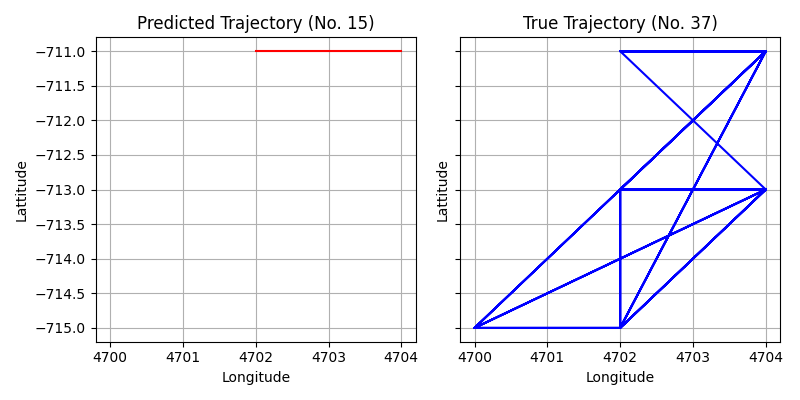 Predicted Trajectory (No. 15)
True Trajectory (No. 37)
−711.0
−711.5
−712.0
−712.5
−713.0
−713.5
−714.0
−714.5
−715.0
Lattitude
Lattitude
4700 4701 4702 4703 4704
4700 4701 4702 4703 4704
Longitude
Longitude